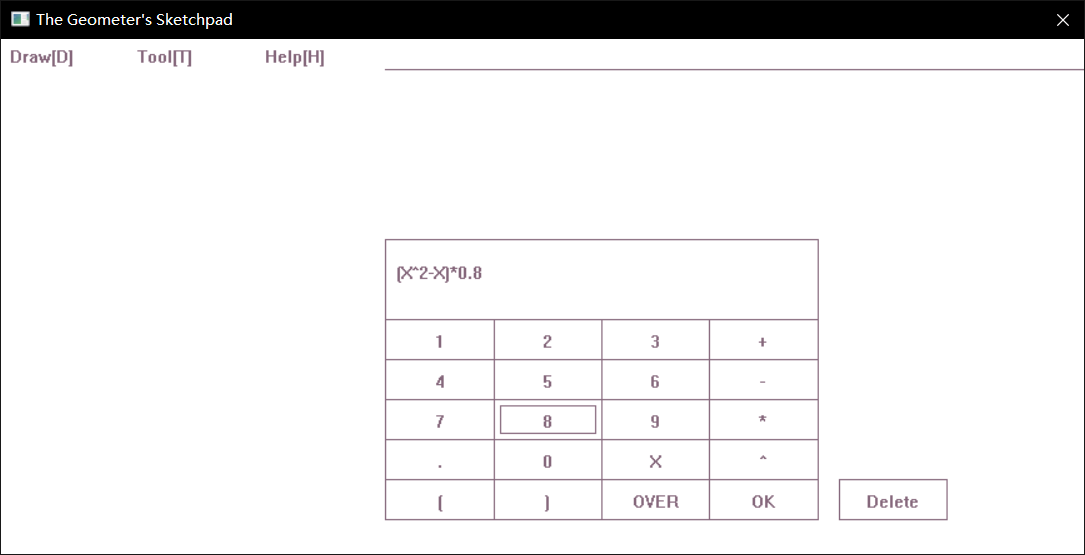 The Geometer's Sketchpad
Draw[D] Tool[T] Help[H]
(X^2-X)*0.8
1 2 3 +
4 5 6 -
7 8 9 *
. 0 X ^
( ) OVER OK Delete